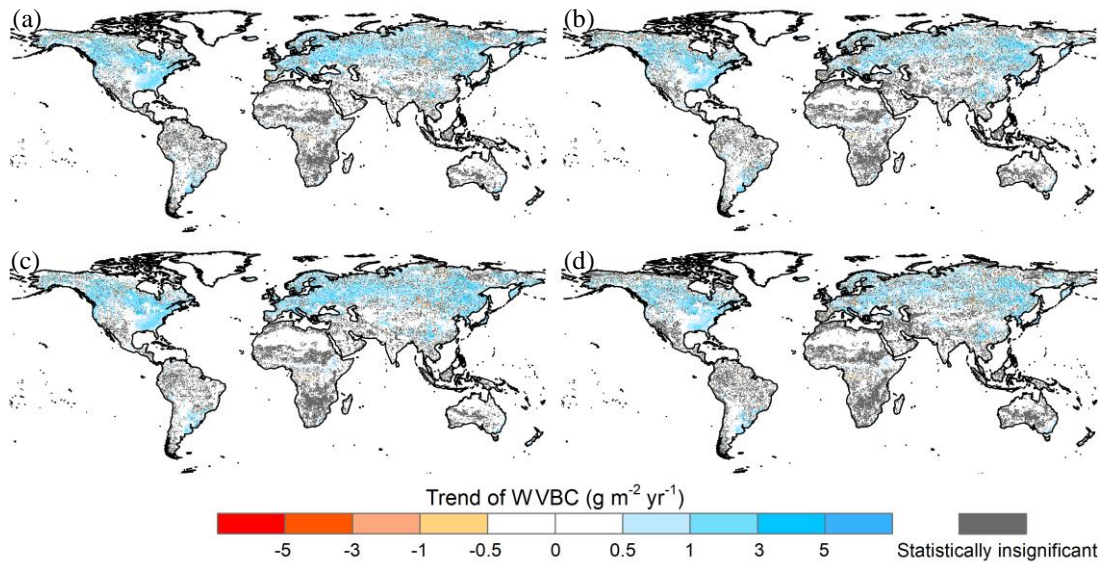 (a) (b)
(c) (d)
Trend of WVBC (g m⁻² yr⁻¹)
-5 -3 -1 -0.5 0 0.5 1 3 5 Statistically insignificant